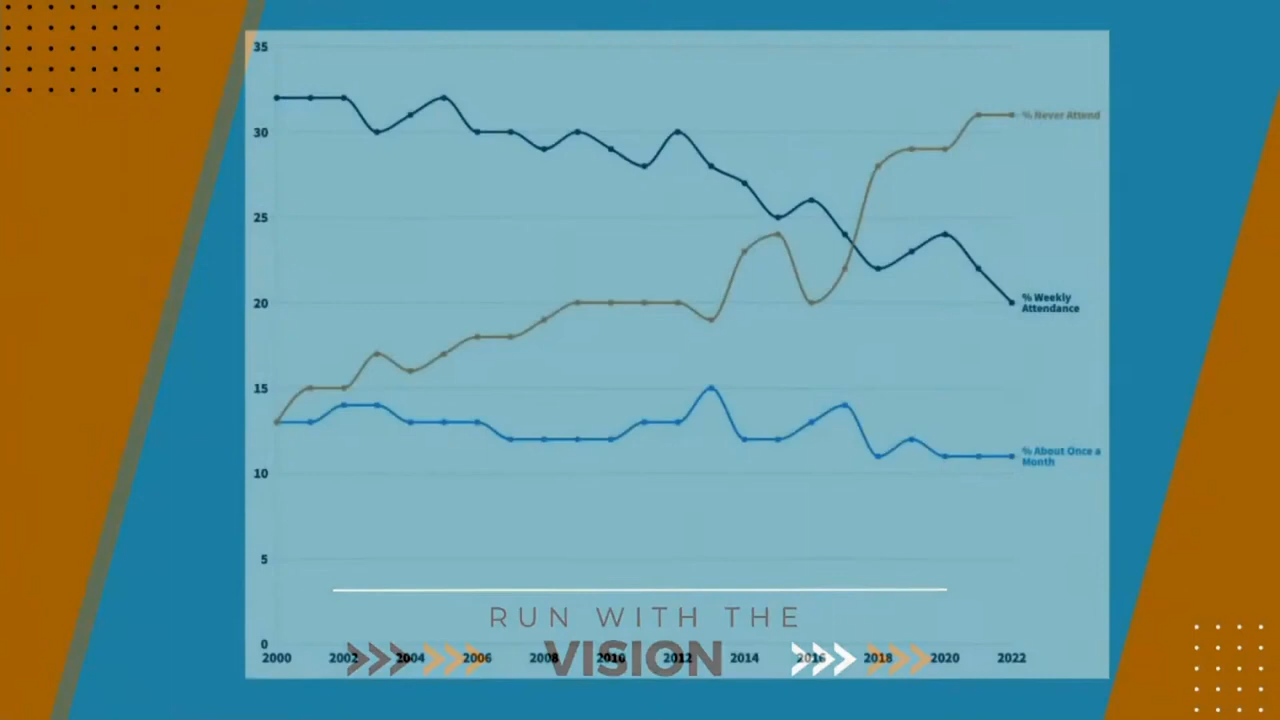 35
30
25
20
15
10
5
0
% Never Attend
% Weekly
Attendance
% About Once a
Month
RUN WITH THE
VISION
2000 2002 2004 2006 2008 2010 2012 2014 2016 2018 2020 2022